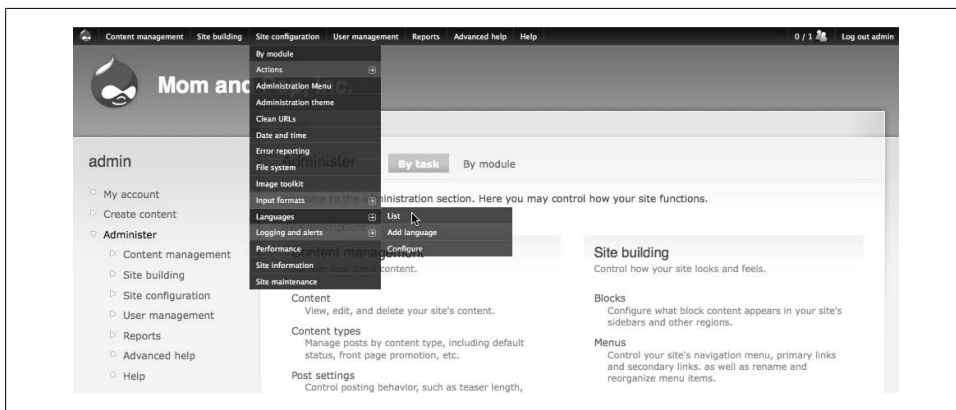 Content management Site building Site configuration User management Reports Advanced help Help 0 / 1 Log out admin
By module
Actions
Administration Menu
Administration theme
Clean URLs
Date and time
Error reporting
File system
Image toolkit
Input formats
Languages
Logging and alerts
Performance
Site information
Site maintenance
List
Add language
Configure
Mom and
nc.
admin
My account
Create content
Administer
Content management
Site building
Site configuration
User management
Reports
Advanced help
Help
Administer By task By module
Welcome to the administration section. Here you may control how your site functions.
Content management
content.
Content
View, edit, and delete your site's content.
Content types
Manage posts by content type, including default
status, front page promotion, etc.
Post settings
Control posting behavior, such as teaser length,
Site building
Control how your site looks and feels.
Blocks
Configure what block content appears in your site's
sidebars and other regions.
Menus
Control your site's navigation menu, primary links
and secondary links. as well as rename and
reorganize menu items.